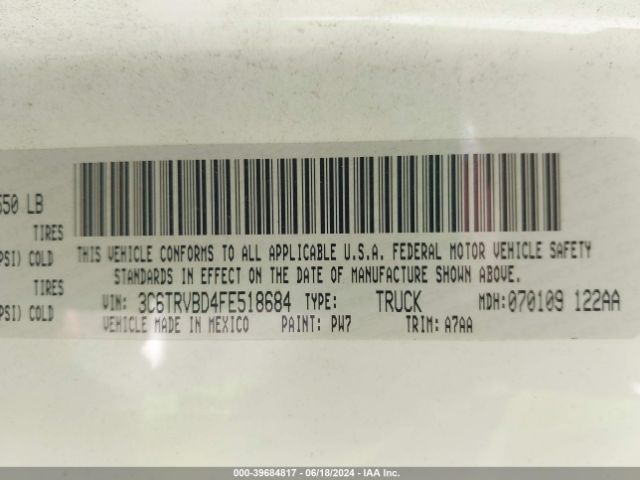 550 LB
TIRES
PSI) COLD
TIRES
PSI) COLD
THIS VEHICLE CONFORMS TO ALL APPLICABLE U.S.A. FEDERAL MOTOR VEHICLE SAFETY
STANDARDS IN EFFECT ON THE DATE OF MANUFACTURE SHOWN ABOVE.
VIN: 3C6TRVBD4FE518684 TYPE: TRUCK MDH:070109 122AA
VEHICLE MADE IN MEXICO PAINT: PW7 TRIM: A7AA
000-39684817 - 06/18/2024 - IAA Inc.